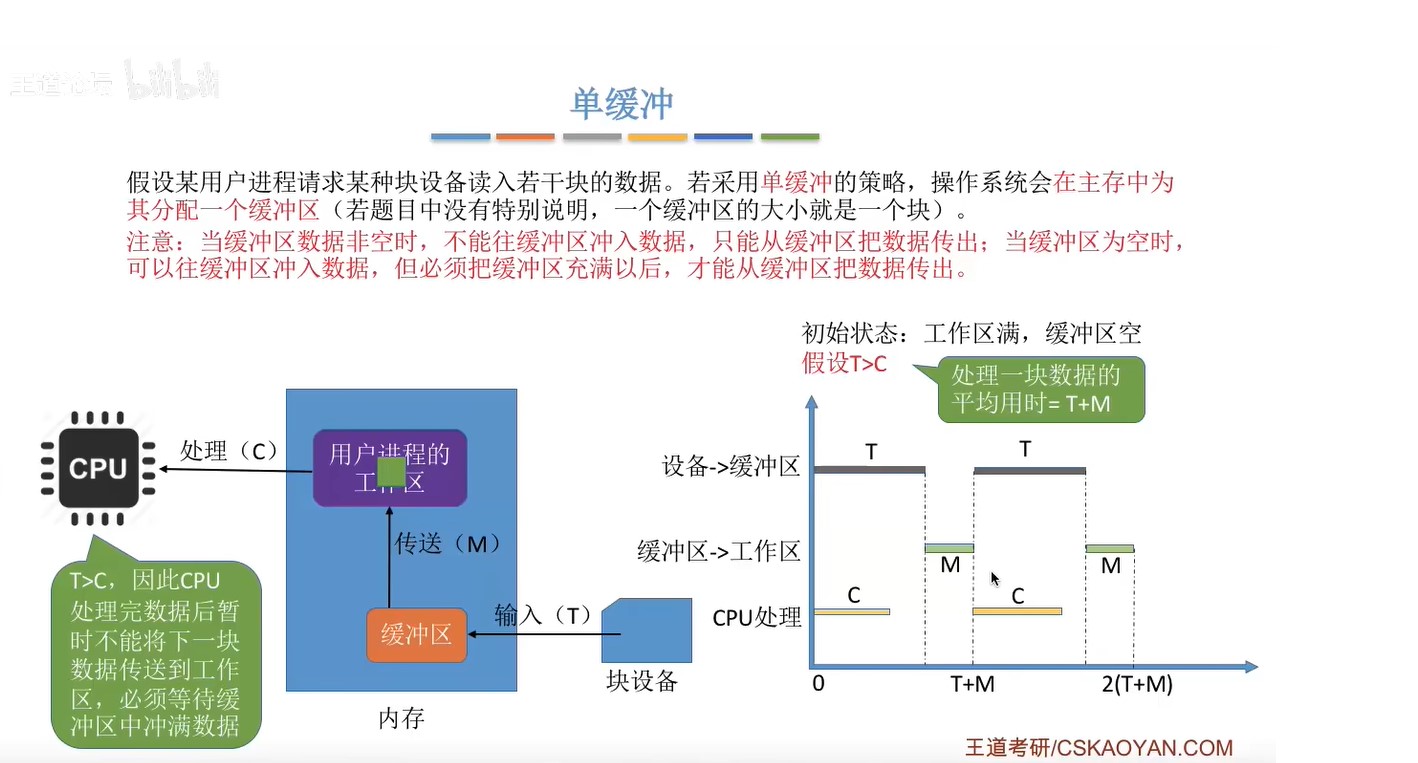 王道论坛 bilibili
单缓冲
假设某用户进程请求某种块设备读入若干块的数据。若采用单缓冲的策略，操作系统会在主存中为
其分配一个缓冲区（若题目中没有特别说明，一个缓冲区的大小就是一个块）。
注意：当缓冲区数据非空时，不能往缓冲区冲入数据，只能从缓冲区把数据传出；当缓冲区为空时，
可以往缓冲区冲入数据，但必须把缓冲区充满以后，才能从缓冲区把数据传出。
初始状态：工作区满，缓冲区空
假设T>C
处理一块数据的
平均用时= T+M
CPU
处理（C）
用户进程的
工作区
传送（M）
缓冲区
输入（T）
块设备
内存
T>C，因此CPU
处理完数据后暂
时不能将下一块
数据传送到工作
区，必须等待缓
冲区中冲满数据
设备->缓冲区
T
T
缓冲区->工作区
M
M
CPU处理
C
C
0
T+M
2(T+M)
王道考研/CSKAOYAN.COM